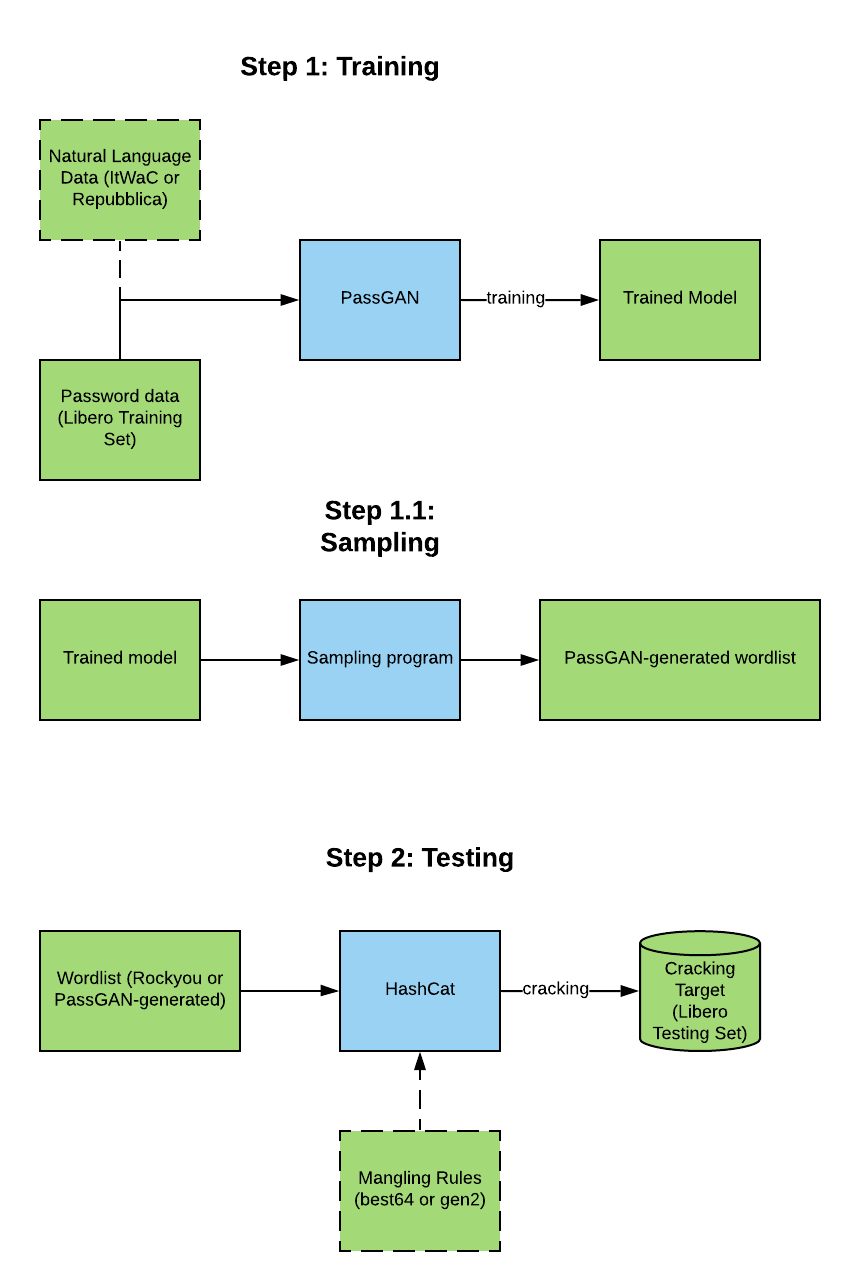 Step 1: Training
Natural Language
Data (ItWaC or
Repubblica)
PassGAN
training
Trained Model
Password data
(Libero Training
Set)
Step 1.1:
Sampling
Trained model
Sampling program
PassGAN-generated wordlist
Step 2: Testing
Wordlist (Rockyou or
PassGAN-generated)
HashCat
cracking
Cracking
Target
(Libero
Testing Set)
Mangling Rules
(best64 or gen2)